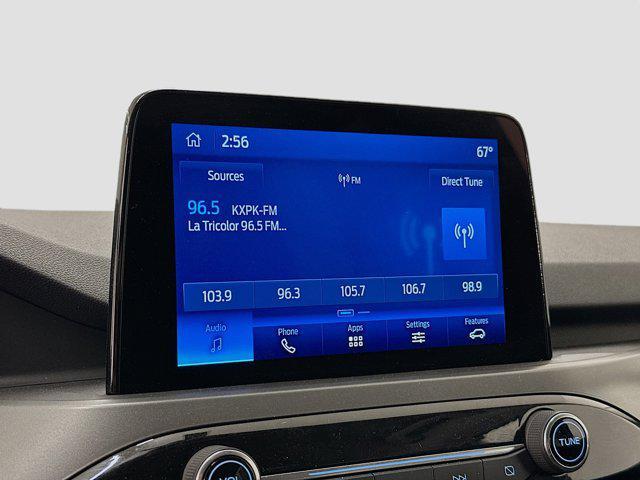 2:56
67°
Sources
FM
Direct Tune
96.5 KXPK-FM
La Tricolor 96.5 FM...
103.9 96.3 105.7 106.7 98.9
Audio Phone Apps Settings Features
VOL
TUNE